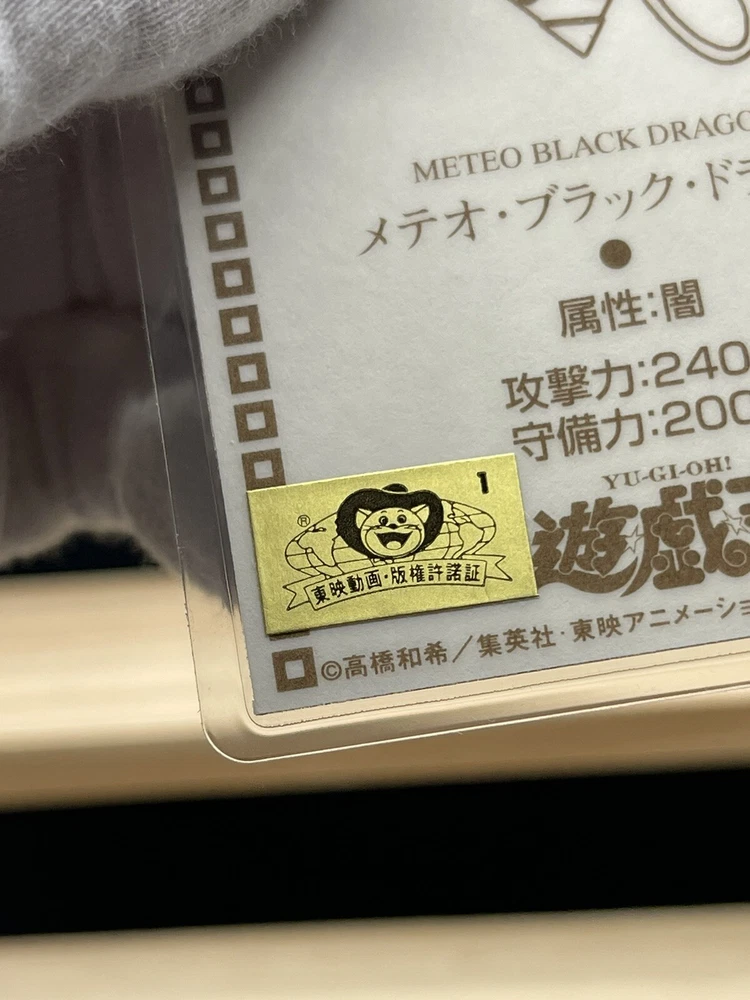 METEO BLACK DRAGO
メテオ・ブラック・ドラ
属性:闇
攻撃力:240
守備力:200
1
®
東映動画・版権許諾証
YU-GI-OH!
遊戯王
©高橋和希／集英社・東映アニメーショ